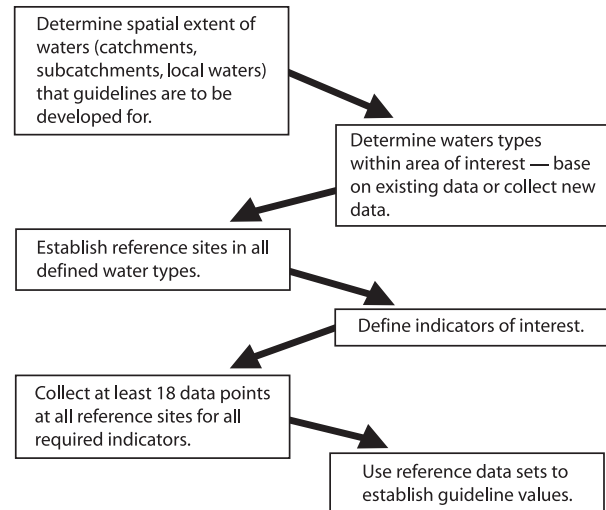 Determine spatial extent of
waters (catchments,
subcatchments, local waters)
that guidelines are to be
developed for.
Determine waters types
within area of interest — base
on existing data or collect new
data.
Establish reference sites in all
defined water types.
Define indicators of interest.
Collect at least 18 data points
at all reference sites for all
required indicators.
Use reference data sets to
establish guideline values.